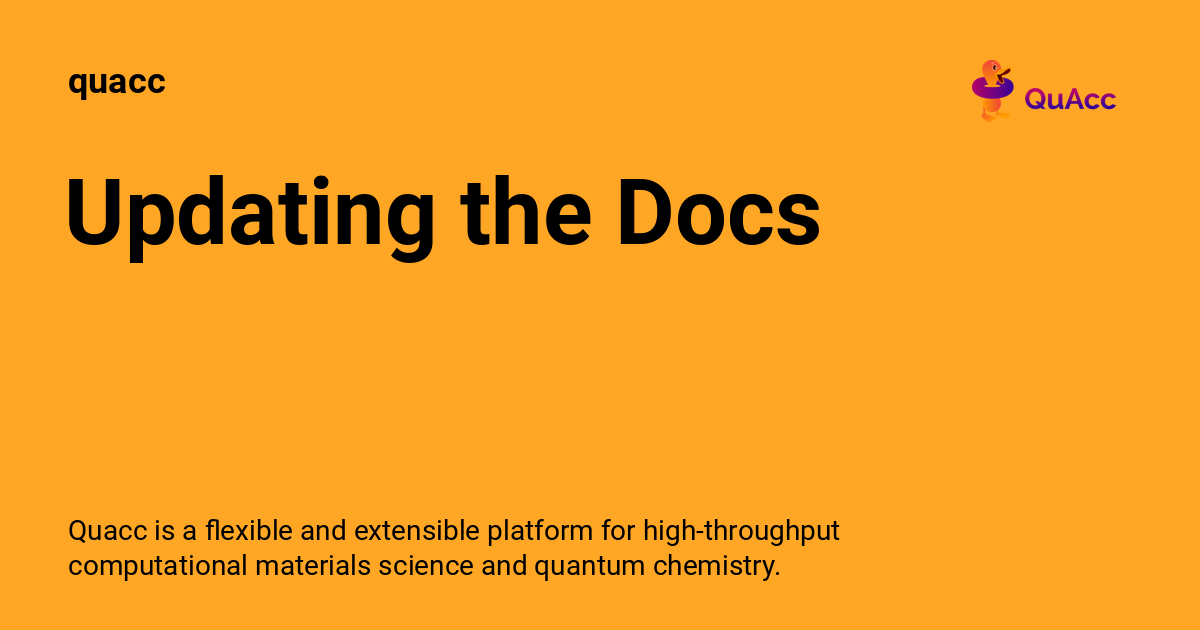 quacc
QuAcc
Updating the Docs
Quacc is a flexible and extensible platform for high-throughput
computational materials science and quantum chemistry.